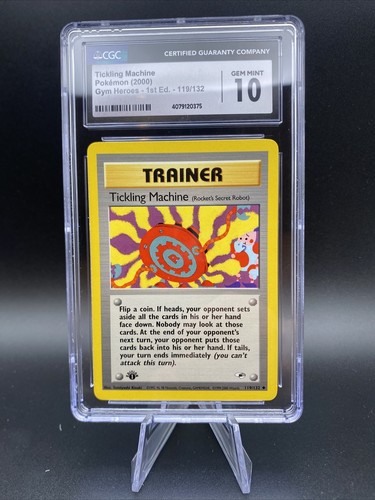 CGC
CERTIFIED GUARANTY COMPANY
Tickling Machine
Pokémon (2000)
Gym Heroes - 1st Ed. - 119/132
4079120375
GEM MINT
10
TRAINER
Tickling Machine (Rocket's Secret Robot)
Flip a coin. If heads, your opponent sets
aside all the cards in his or her hand
face down. Nobody may look at those
cards. At the end of your opponent's
next turn, your opponent puts those
cards back into his or her hand. If tails,
your turn ends immediately (you can't
attack this turn).
119/132